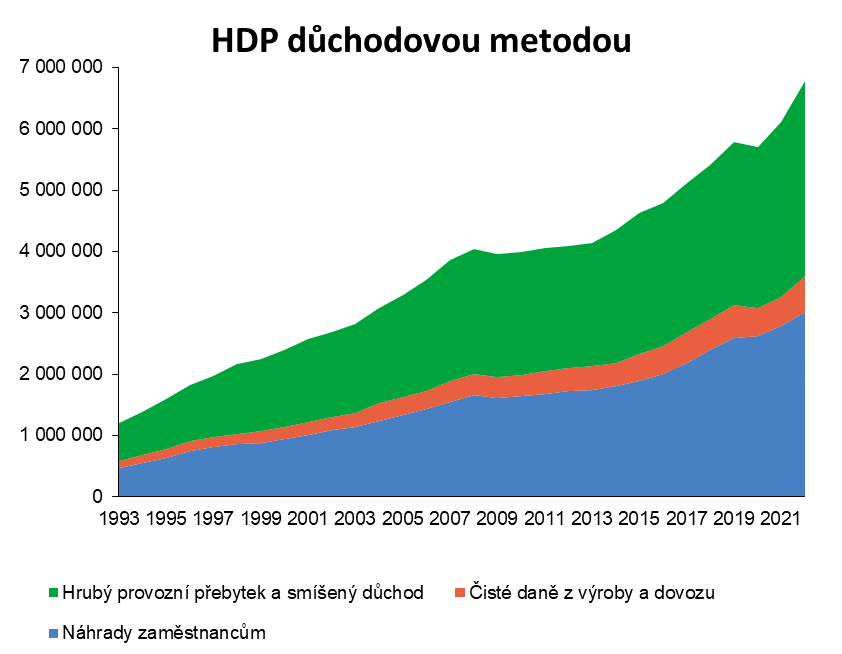 HDP důchodovou metodou
7 000 000
6 000 000
5 000 000
4 000 000
3 000 000
2 000 000
1 000 000
0
1993 1995 1997 1999 2001 2003 2005 2007 2009 2011 2013 2015 2017 2019 2021
Hrubý provozní přebytek a smíšený důchod Čisté daně z výroby a dovozu
Náhrady zaměstnancům